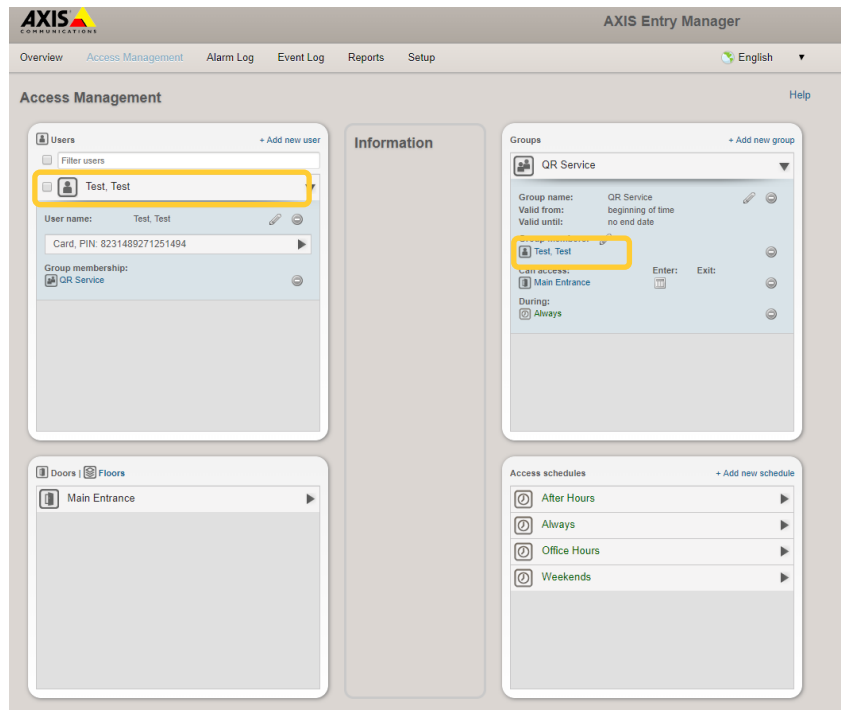 AXIS
COMMUNICATIONS
AXIS Entry Manager
Overview Access Management Alarm Log Event Log Reports Setup English
Access Management
Help
Users + Add new user
Filter users
Test, Test
User name: Test, Test
Card, PIN: 8231489271251494
Group membership:
QR Service
Information
Groups + Add new group
QR Service
Group name: QR Service
Valid from: beginning of time
Valid until: no end date
Group members:
Test, Test
Can access: Enter: Exit:
Main Entrance
During:
Always
Doors | Floors
Main Entrance
Access schedules + Add new schedule
After Hours
Always
Office Hours
Weekends